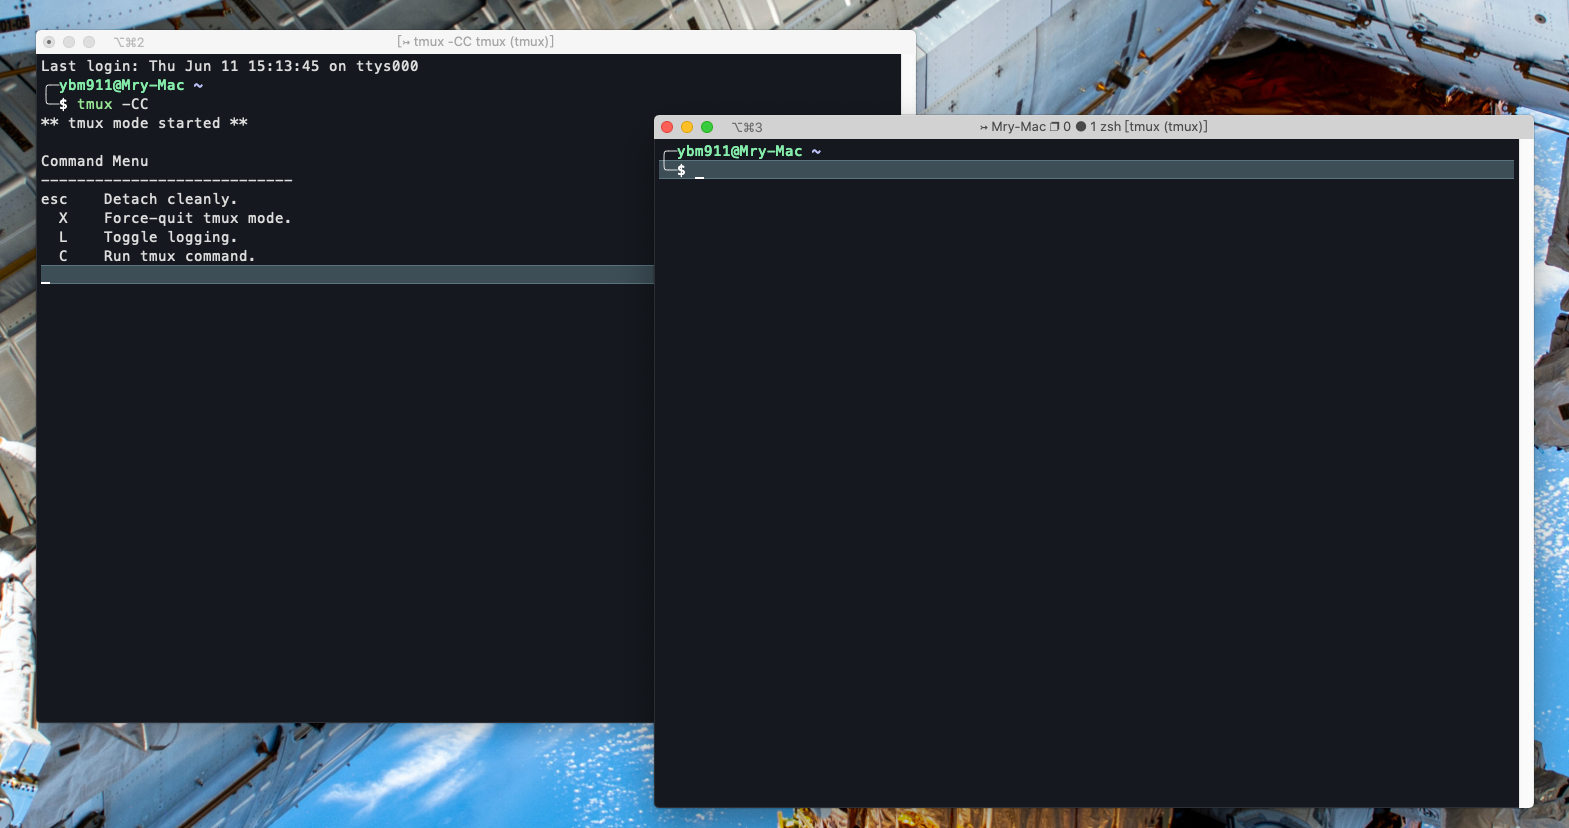 ⌥⌘2
[↣ tmux -CC tmux (tmux)]
Last login: Thu Jun 11 15:13:45 on ttys000
╭─ybm911@Mry-Mac ~
╰─$ tmux -CC
** tmux mode started **
Command Menu
----------------------------
esc    Detach cleanly.
  X    Force-quit tmux mode.
  L    Toggle logging.
  C    Run tmux command.
⌥⌘3
↣ Mry-Mac ❐ 0 ● 1 zsh [tmux (tmux)]
╭─ybm911@Mry-Mac ~
╰─$ _